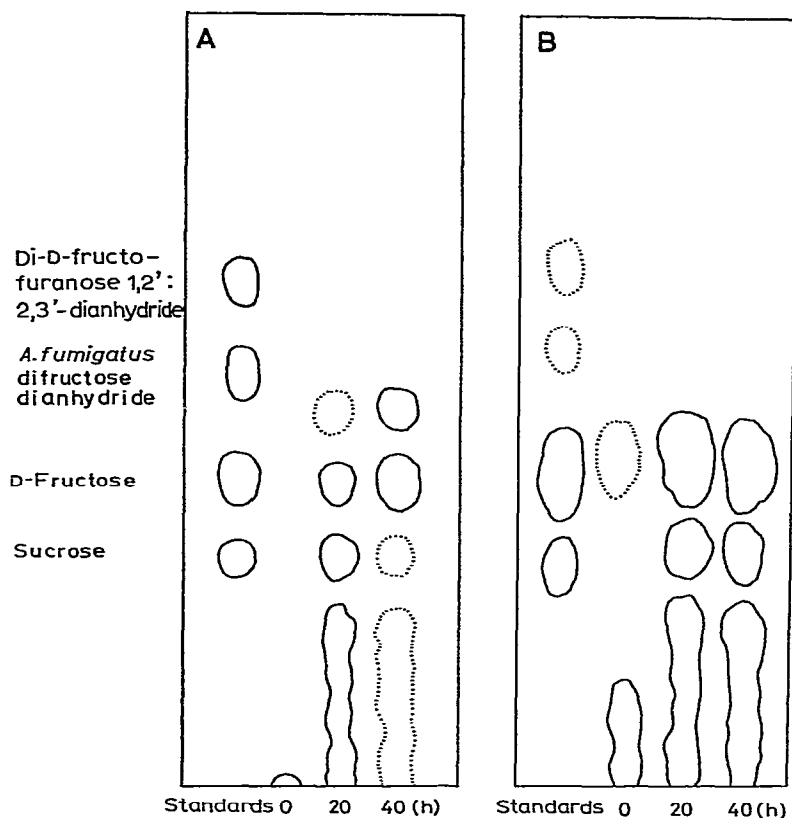 A
B
Di-D-fructo-
furanose 1,2':
2,3'-dianhydride
A. fumigatus
difructose
dianhydride
D-Fructose
Sucrose
Standards 0 20 40 (h)
Standards 0 20 40 (h)